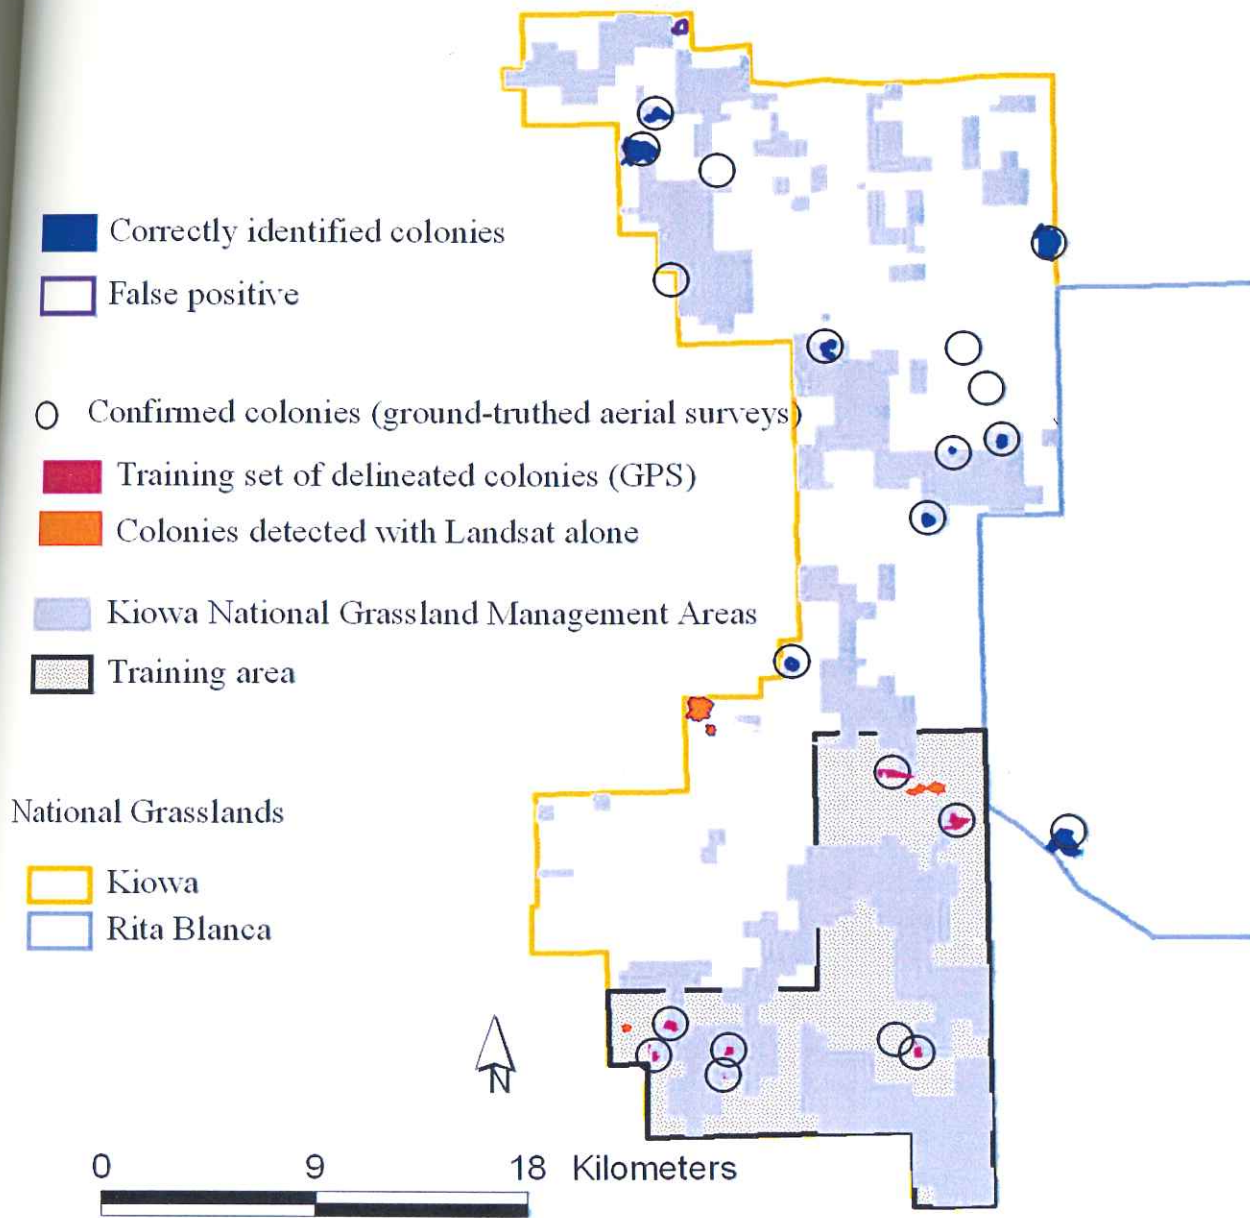 Correctly identified colonies
False positive
Confirmed colonies (ground-truthed aerial surveys)
Training set of delineated colonies (GPS)
Colonies detected with Landsat alone
Kiowa National Grassland Management Areas
Training area
National Grasslands
Kiowa
Rita Blanca
N
0 9 18 Kilometers